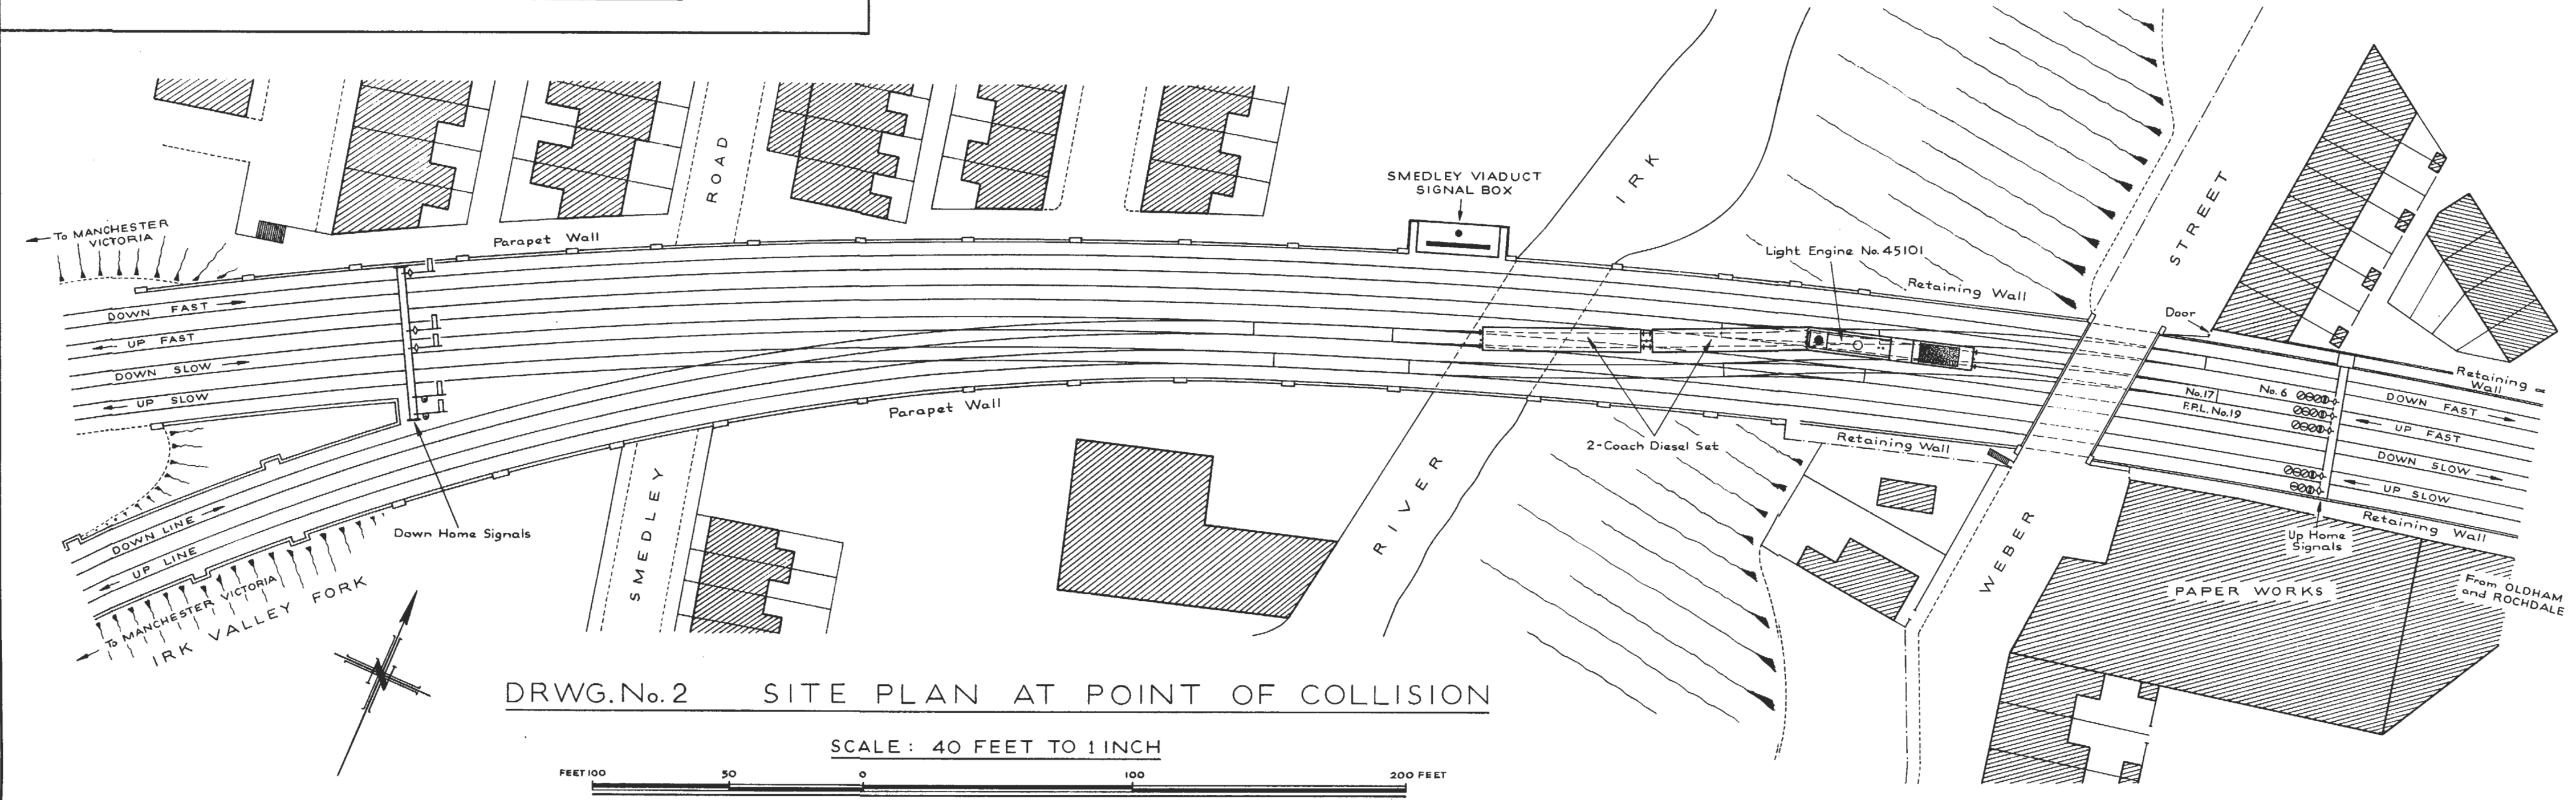 SMEDLEY VIADUCT
SIGNAL BOX
ROAD
IRK
STREET
To MANCHESTER
VICTORIA
Parapet Wall
Light Engine No. 45101
Retaining Wall
Door
DOWN FAST
UP FAST
DOWN SLOW
UP SLOW
Retaining
Wall
No.17
No. 6
F.P.L. No.19
DOWN FAST
UP FAST
DOWN SLOW
UP SLOW
Parapet Wall
2-Coach Diesel Set
Retaining Wall
Retaining Wall
Up Home
Signals
DOWN LINE
UP LINE
Down Home Signals
SMEDLEY
RIVER
WEBER
PAPER WORKS
From OLDHAM
and ROCHDALE
To MANCHESTER VICTORIA
IRK VALLEY FORK
DRWG. No. 2 SITE PLAN AT POINT OF COLLISION
SCALE: 40 FEET TO 1 INCH
FEET 100 50 0 100 200 FEET